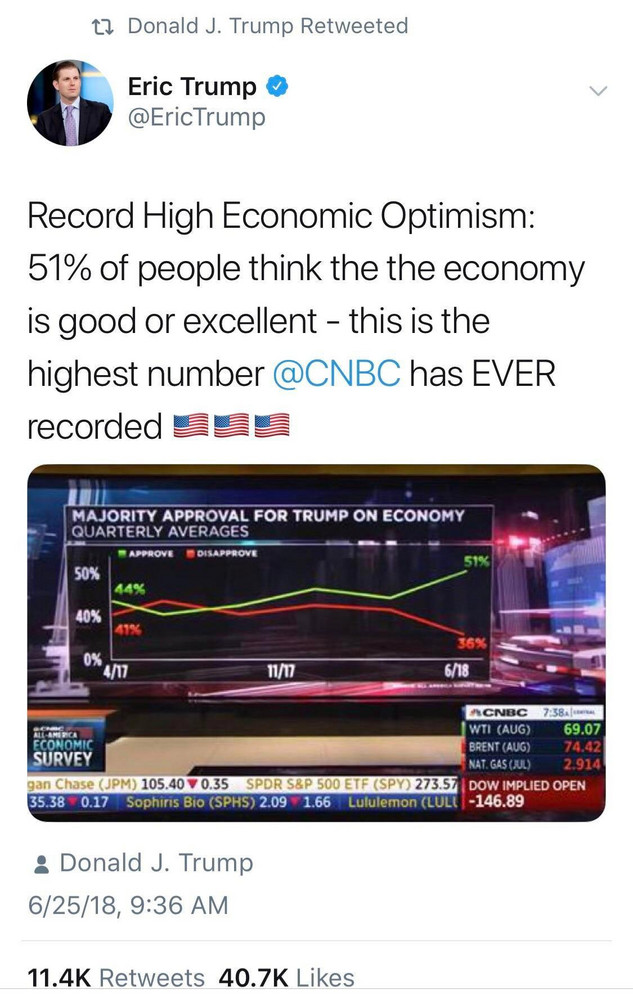 Donald J. Trump Retweeted
Eric Trump
@EricTrump
Record High Economic Optimism:
51% of people think the the economy
is good or excellent - this is the
highest number @CNBC has EVER
recorded 🇺🇸🇺🇸🇺🇸
MAJORITY APPROVAL FOR TRUMP ON ECONOMY
QUARTERLY AVERAGES
APPROVE DISAPPROVE
51%
50%
44%
40%
41%
36%
0%
4/17 11/17 6/18
CNBC 7:38A
WTI (AUG) 69.07
BRENT (AUG) 74.42
NAT. GAS (JUL) 2.914
CNBC
ALL-AMERICA
ECONOMIC
SURVEY
gan Chase (JPM) 105.40▼0.35 SPDR S&P 500 ETF (SPY) 273.57
35.38▼0.17 Sophiris Bio (SPHS) 2.09▼1.66 Lululemon (LULU
DOW IMPLIED OPEN
-146.89
Donald J. Trump
6/25/18, 9:36 AM
11.4K Retweets 40.7K Likes